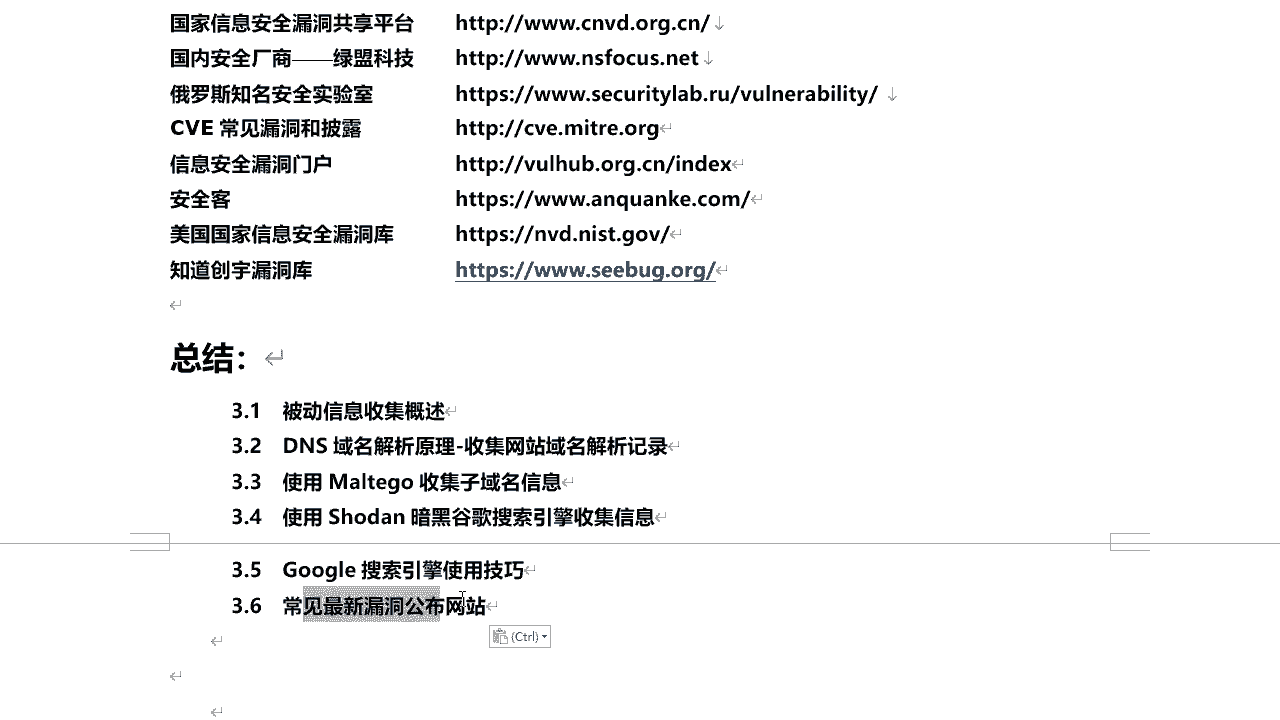 国家信息安全漏洞共享平台 http://www.cnvd.org.cn/
国内安全厂商——绿盟科技 http://www.nsfocus.net
俄罗斯知名安全实验室 https://www.securitylab.ru/vulnerability/
CVE 常见漏洞和披露 http://cve.mitre.org
信息安全漏洞门户 http://vulhub.org.cn/index
安全客 https://www.anquanke.com/
美国国家信息安全漏洞库 https://nvd.nist.gov/
知道创宇漏洞库 https://www.seebug.org/
总结：
3.1 被动信息收集概述
3.2 DNS 域名解析原理-收集网站域名解析记录
3.3 使用 Maltego 收集子域名信息
3.4 使用 Shodan 暗黑谷歌搜索引擎收集信息
3.5 Google 搜索引擎使用技巧
3.6 常见最新漏洞公布网站
(Ctrl)